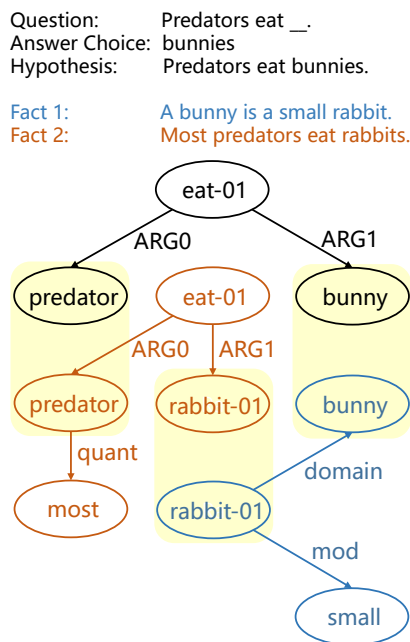 Question: Predators eat __.
Answer Choice: bunnies
Hypothesis: Predators eat bunnies.
Fact 1: A bunny is a small rabbit.
Fact 2: Most predators eat rabbits.
eat-01
ARG0 ARG1
predator eat-01 bunny
ARG0 ARG1
predator rabbit-01 bunny
quant domain
most rabbit-01
mod
small